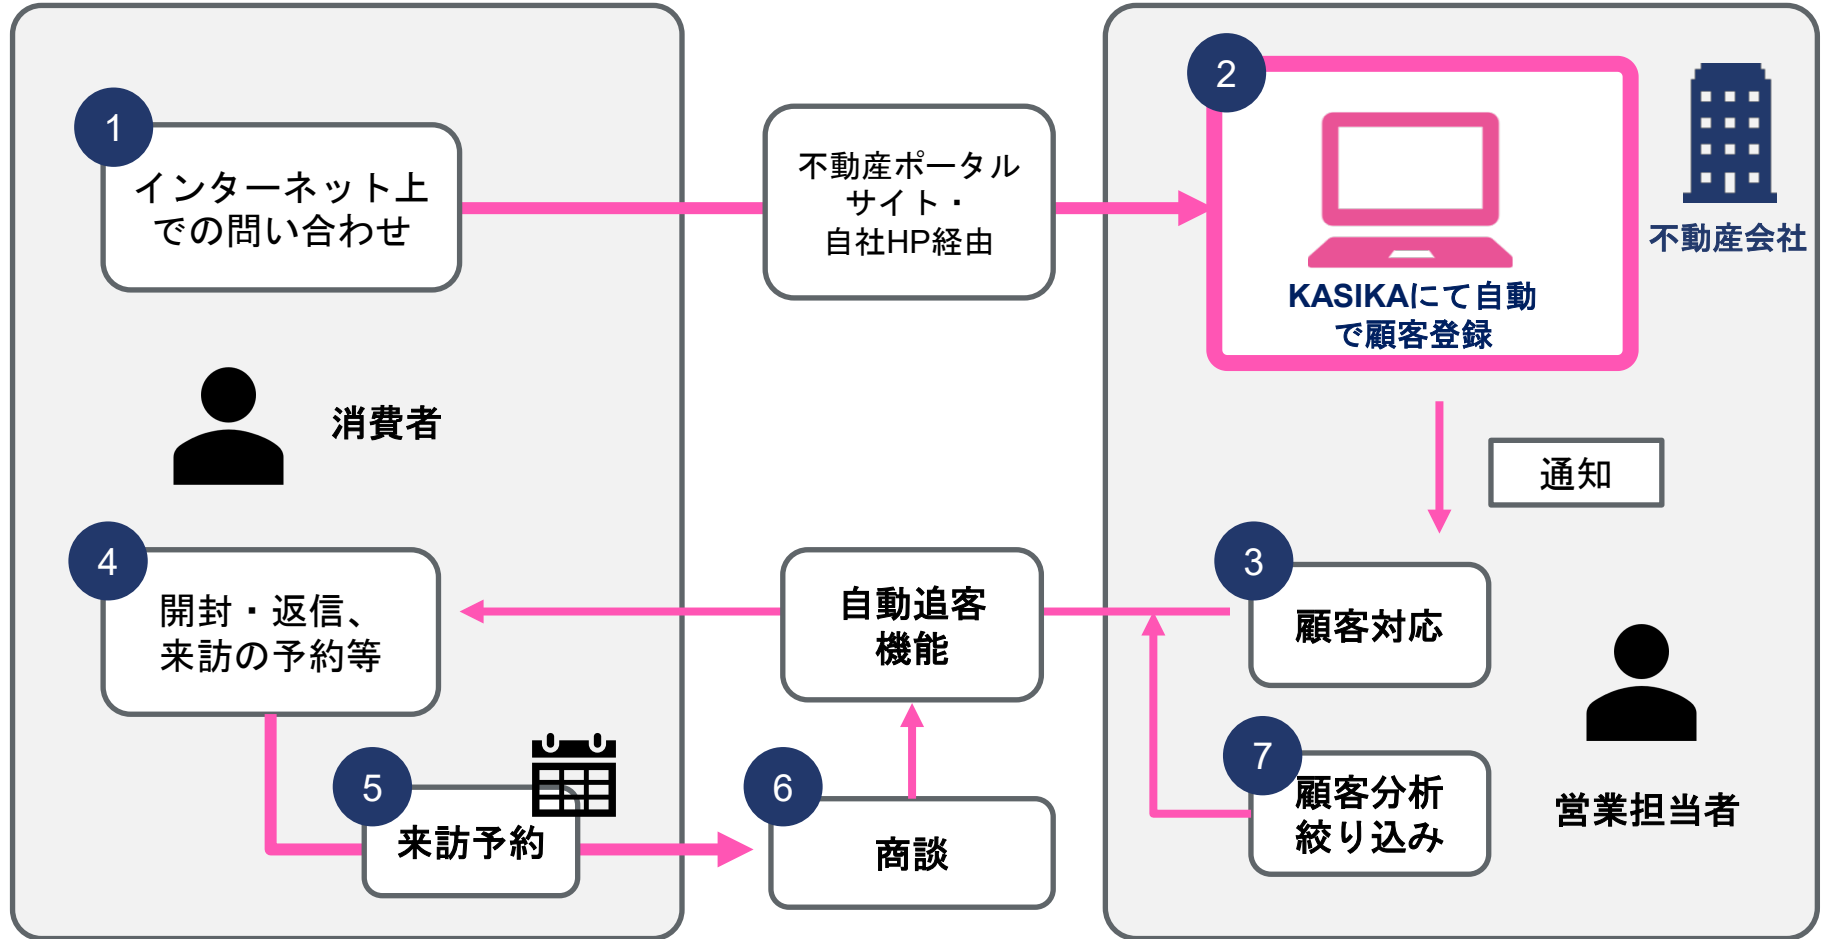 1
インターネット上
での問い合わせ
不動産ポータル
サイト・
自社HP経由
2
KASIKAにて自動
で顧客登録
不動産会社
消費者
通知
3
顧客対応
自動追客
機能
4
開封・返信、
来訪の予約等
5
来訪予約
6
商談
7
顧客分析
絞り込み
営業担当者